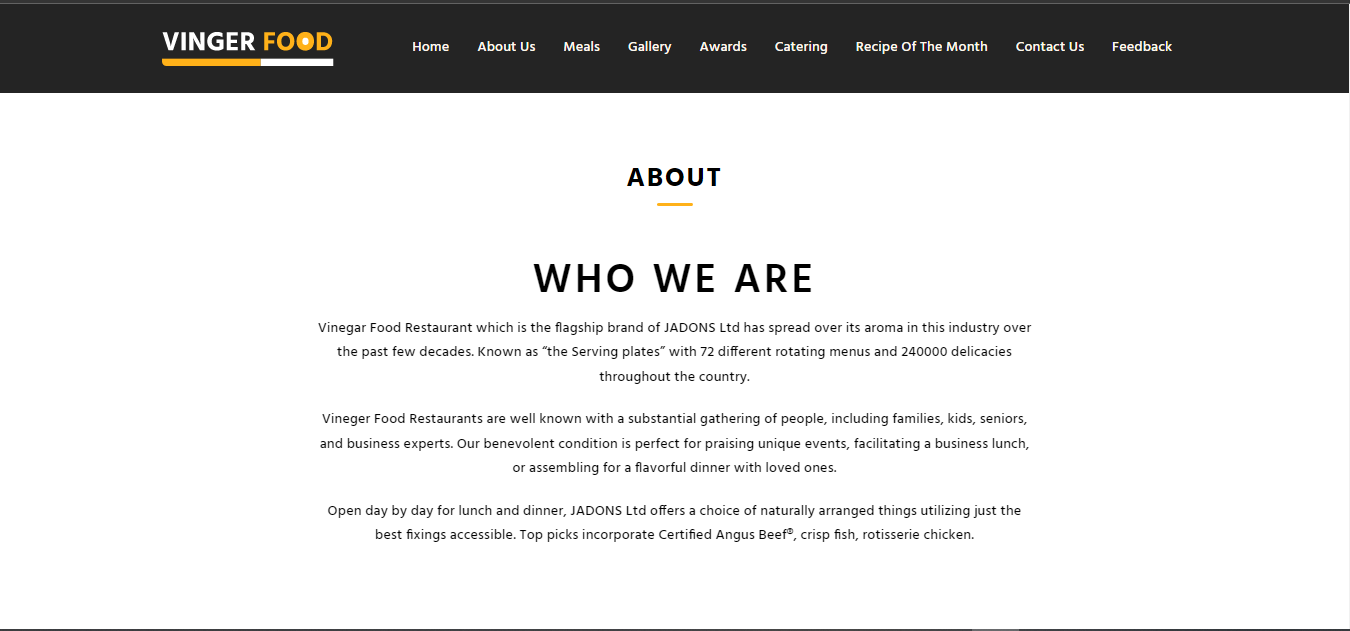 VINGER FOOD
Home About Us Meals Gallery Awards Catering Recipe Of The Month Contact Us Feedback
ABOUT
WHO WE ARE
Vinegar Food Restaurant which is the flagship brand of JADONS Ltd has spread over its aroma in this industry over
the past few decades. Known as “the Serving plates” with 72 different rotating menus and 240000 delicacies
throughout the country.
Vineger Food Restaurants are well known with a substantial gathering of people, including families, kids, seniors,
and business experts. Our benevolent condition is perfect for praising unique events, facilitating a business lunch,
or assembling for a flavorful dinner with loved ones.
Open day by day for lunch and dinner, JADONS Ltd offers a choice of naturally arranged things utilizing just the
best fixings accessible. Top picks incorporate Certified Angus Beef®, crisp fish, rotisserie chicken.